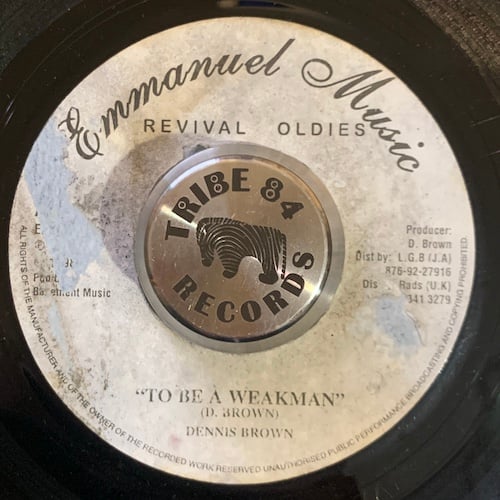 Emmanuel Music
REVIVAL OLDIES
TRIBE 84
RECORDS
Producer:
D. Brown
Dist by: L.G.B (J.A)
876-92-27916
Rads (U.K)
341 3279
Basement Music
"TO BE A WEAKMAN"
(D. BROWN)
DENNIS BROWN
ALL RIGHTS OF THE MANUFACTURER AND OF THE OWNER OF THE RECORDED WORK RESERVED UNAUTHORISED PUBLIC PERFORMANCE BROADCASTING AND COPYING PROHIBITED.